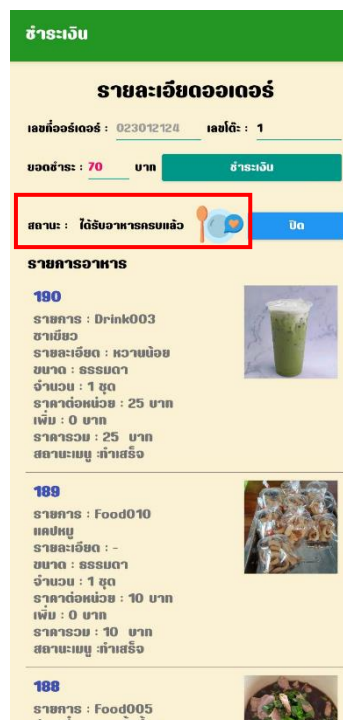 ชำระเงิน
รายละเอียดออเดอร์
เลขที่ออร์เดอร์ : 023012124 เลขโต๊ะ : 1
ยอดชำระ : 70 บาท ชำระเงิน
สถานะ : ได้รับอาหารครบแล้ว ปิด
รายการอาหาร
190
รายการ : Drink003
ชาเขียว
รายละเอียด : หวานน้อย
ขนาด : ธรรมดา
จำนวน : 1 ชุด
ราคาต่อหน่วย : 25 บาท
เพิ่ม : 0 บาท
ราคารวม : 25 บาท
สถานะเมนู :ทำเสร็จ
189
รายการ : Food010
แคปหมู
รายละเอียด : -
ขนาด : ธรรมดา
จำนวน : 1 ชุด
ราคาต่อหน่วย : 10 บาท
เพิ่ม : 0 บาท
ราคารวม : 10 บาท
สถานะเมนู :ทำเสร็จ
188
รายการ : Food005